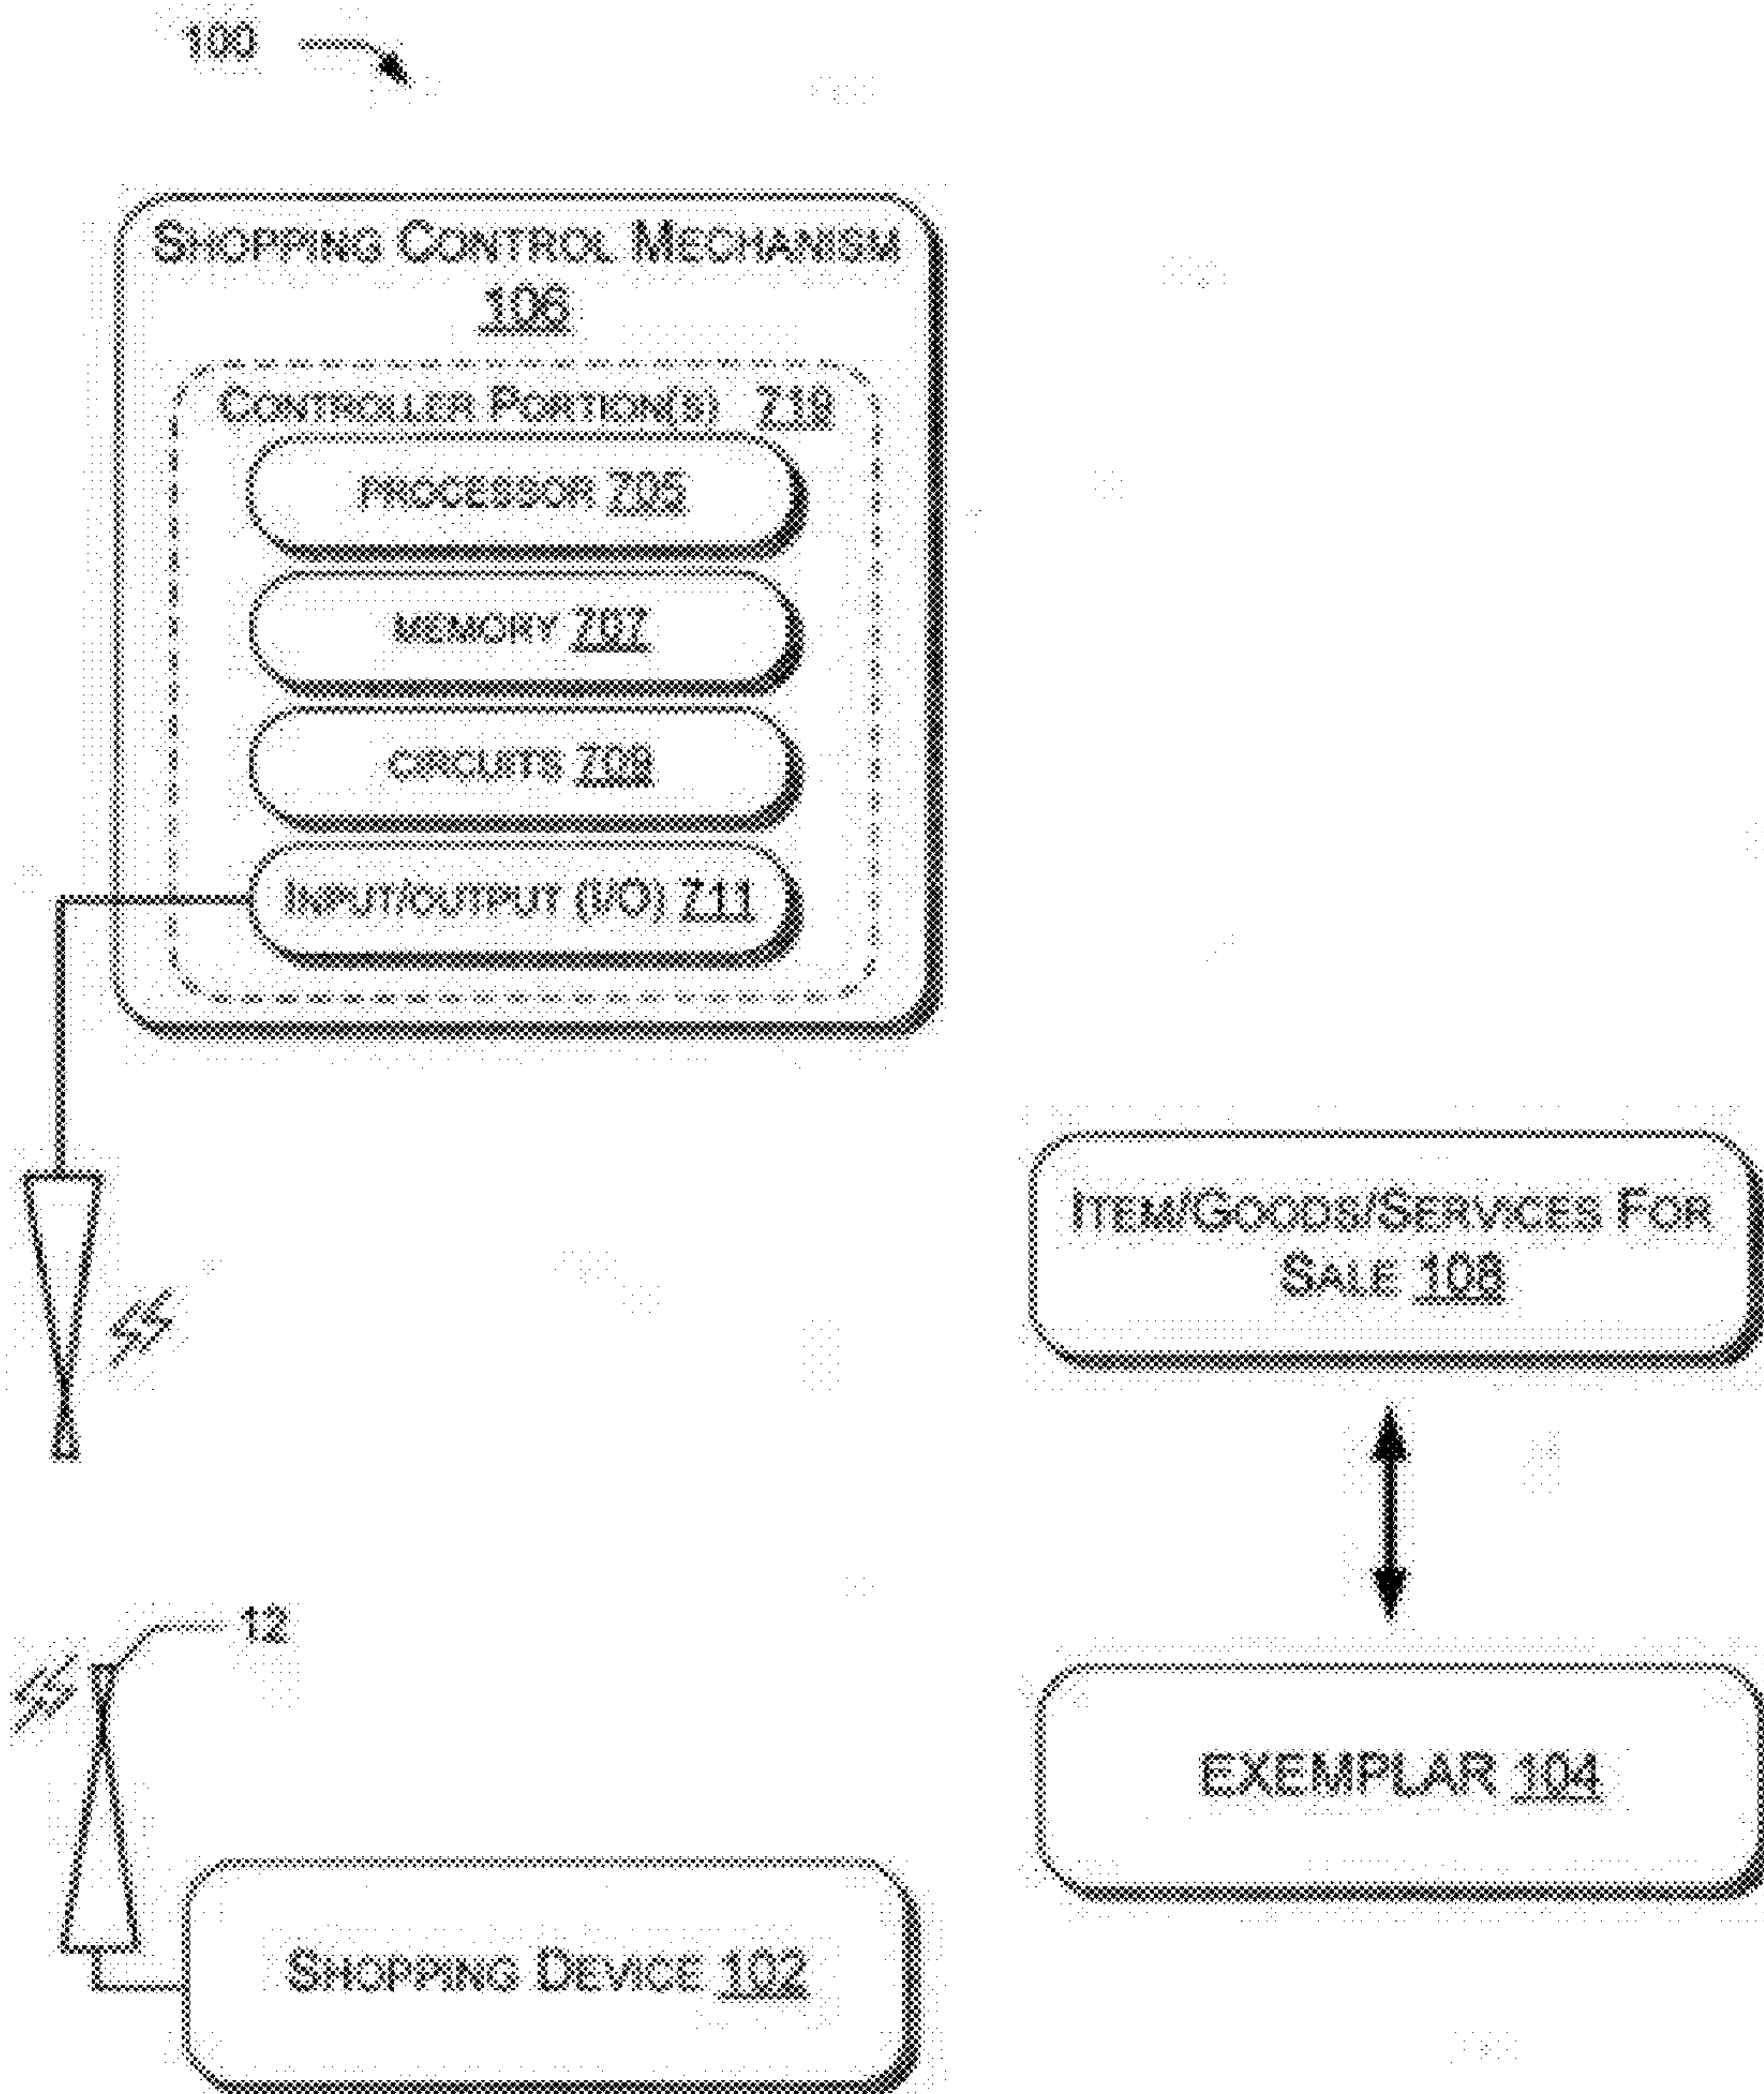 100
SHOPPING CONTROL MECHANISM
106
CONTROLLER PORTION(S) 719
PROCESSOR 705
MEMORY 707
CIRCUITS 709
INPUT/OUTPUT (I/O) 711
ITEM/GOODS/SERVICES FOR
SALE 108
12
EXEMPLAR 104
SHOPPING DEVICE 102